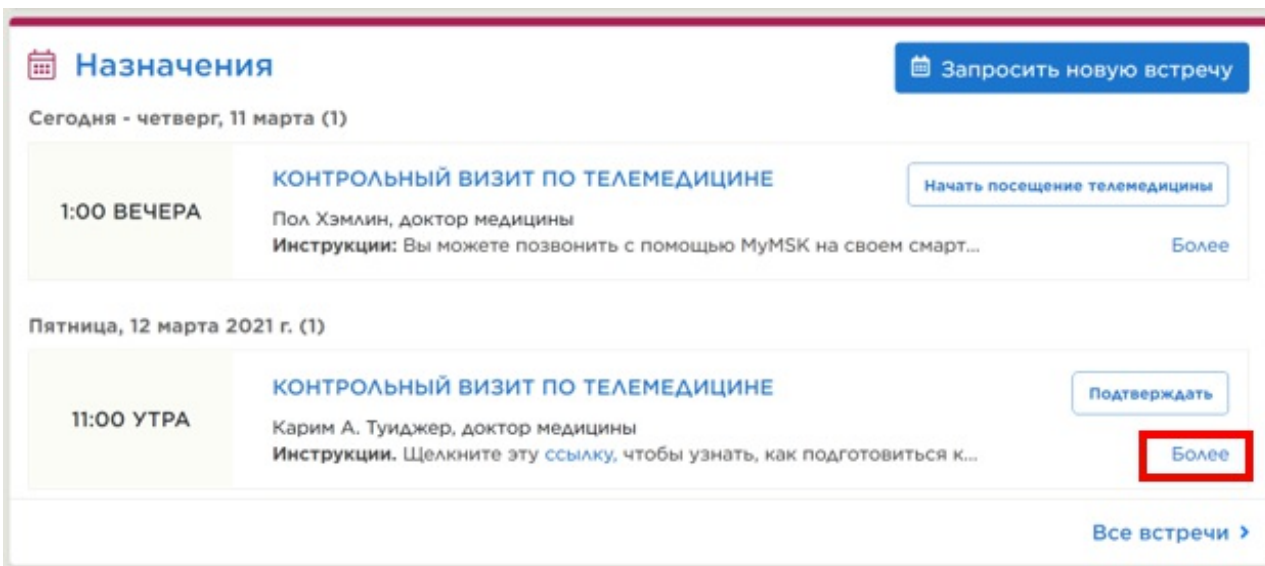 Назначения
Запросить новую встречу
Сегодня - четверг, 11 марта (1)
1:00 ВЕЧЕРА
КОНТРОЛЬНЫЙ ВИЗИТ ПО ТЕЛЕМЕДИЦИНЕ
Начать посещение телемедицины
Пол Хэмлин, доктор медицины
Инструкции: Вы можете позвонить с помощью MyMSK на своем смарт...
Более
Пятница, 12 марта 2021 г. (1)
11:00 УТРА
КОНТРОЛЬНЫЙ ВИЗИТ ПО ТЕЛЕМЕДИЦИНЕ
Подтверждать
Карим А. Туиджер, доктор медицины
Инструкции. Щелкните эту ссылку, чтобы узнать, как подготовиться к...
Более
Все встречи >